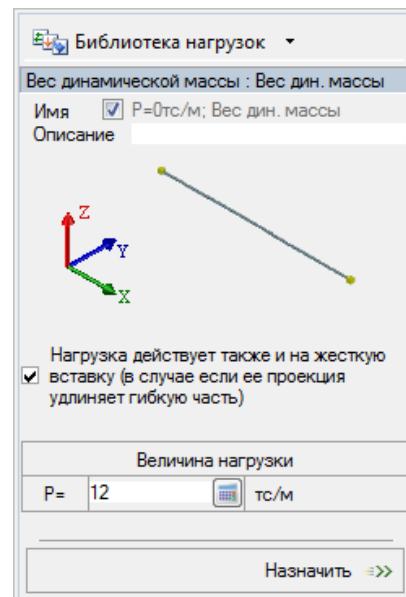 Библиотека нагрузок
Вес динамической массы : Вес дин. массы
Имя P=0тс/м; Вес дин. массы
Описание
Z
Y
X
Нагрузка действует также и на жесткую
вставку (в случае если ее проекция
удлиняет гибкую часть)
Величина нагрузки
P= 12 тс/м
Назначить